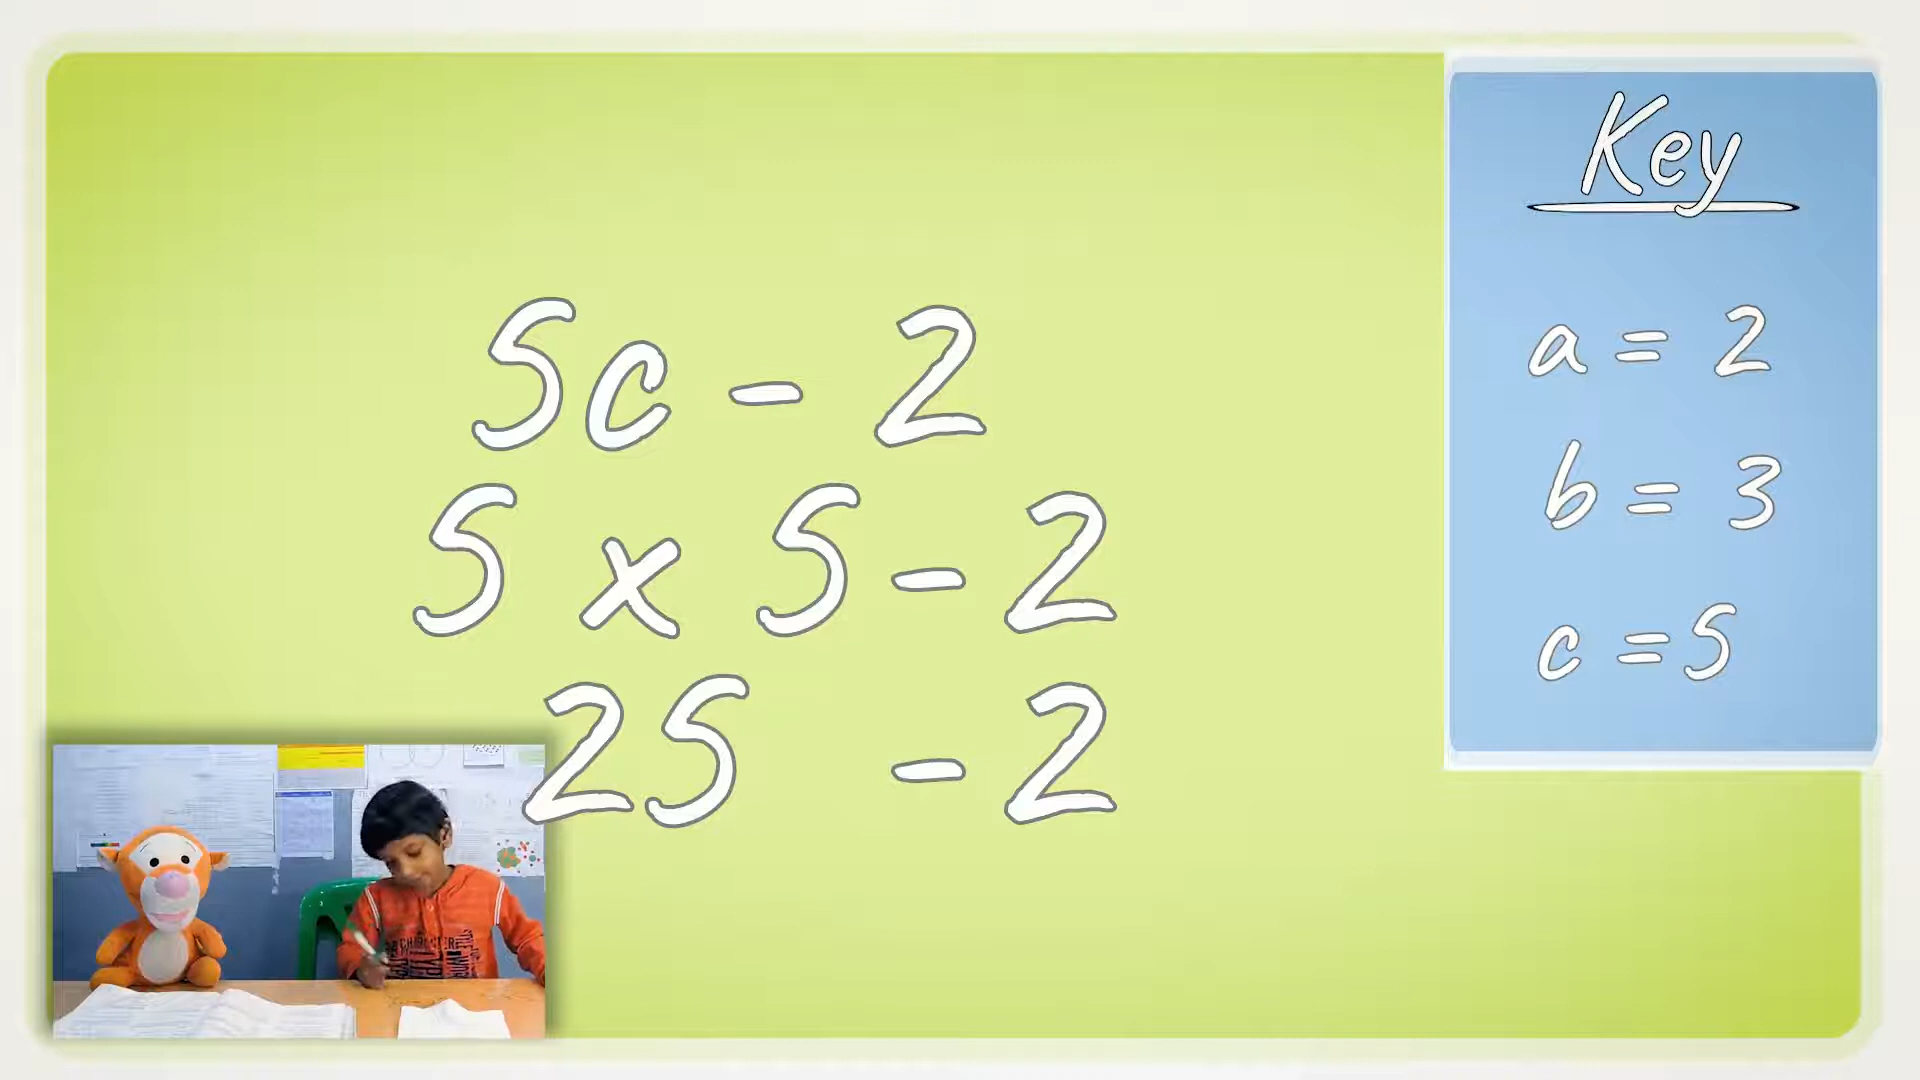 Key
a = 2
b = 3
c = 5
5c - 2
5 x 5 - 2
25 - 2